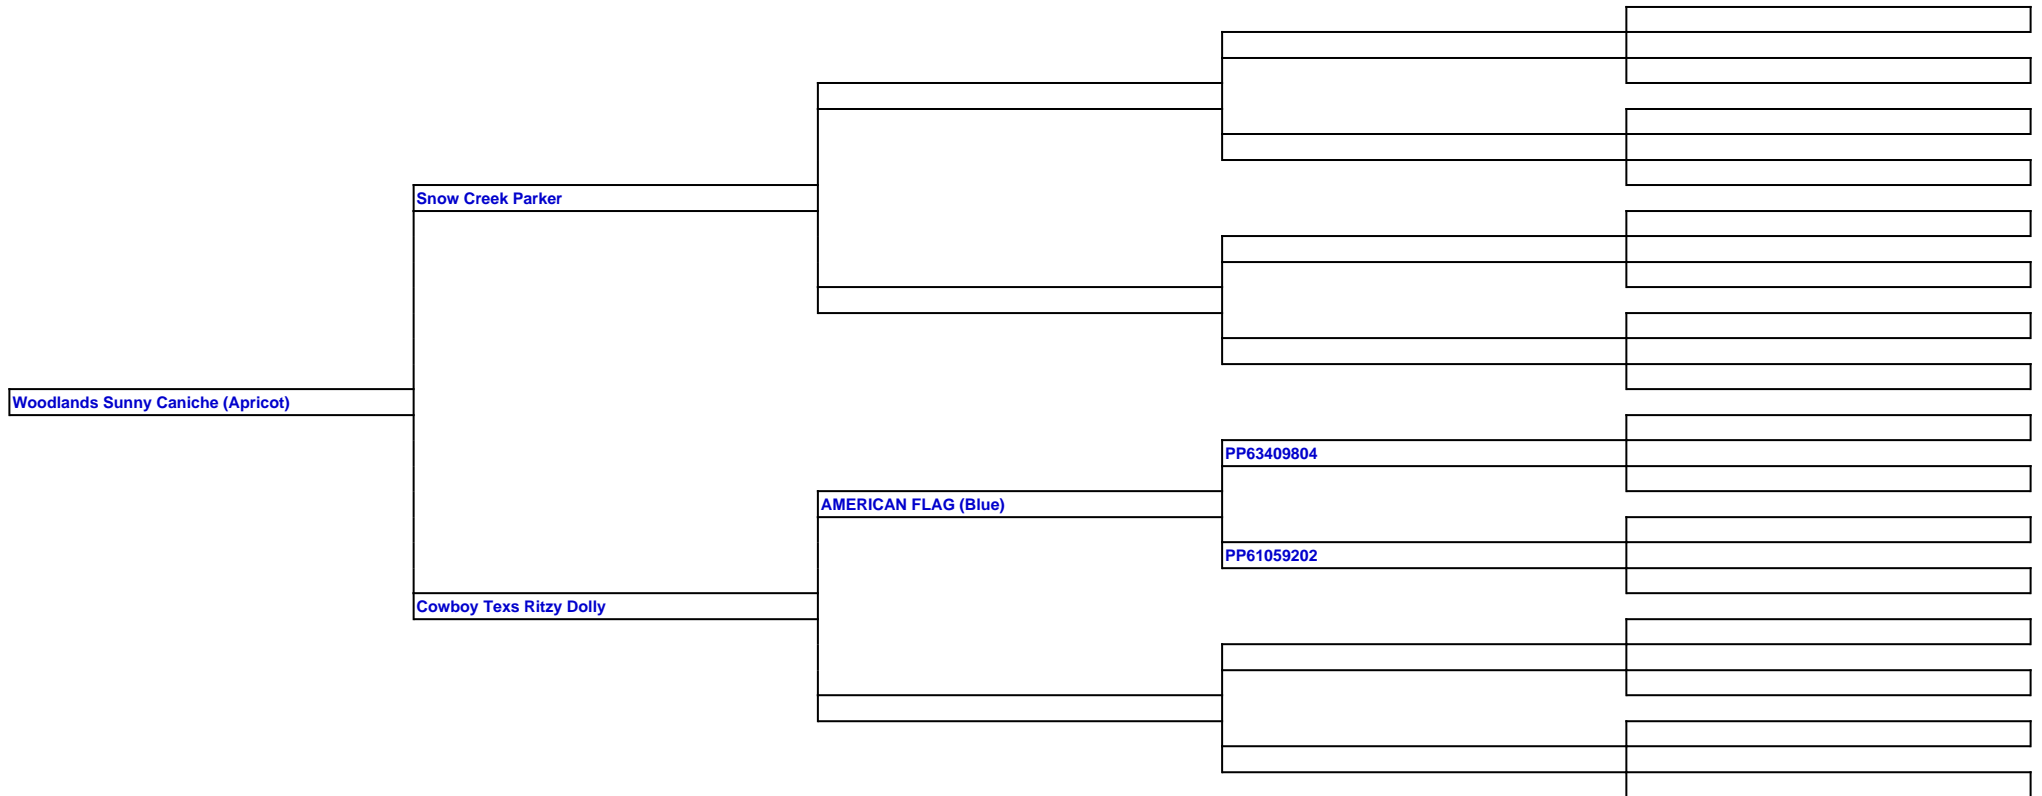 Snow Creek Parker
Woodlands Sunny Caniche (Apricot)
PP63409804
AMERICAN FLAG (Blue)
PP61059202
Cowboy Texs Ritzy Dolly